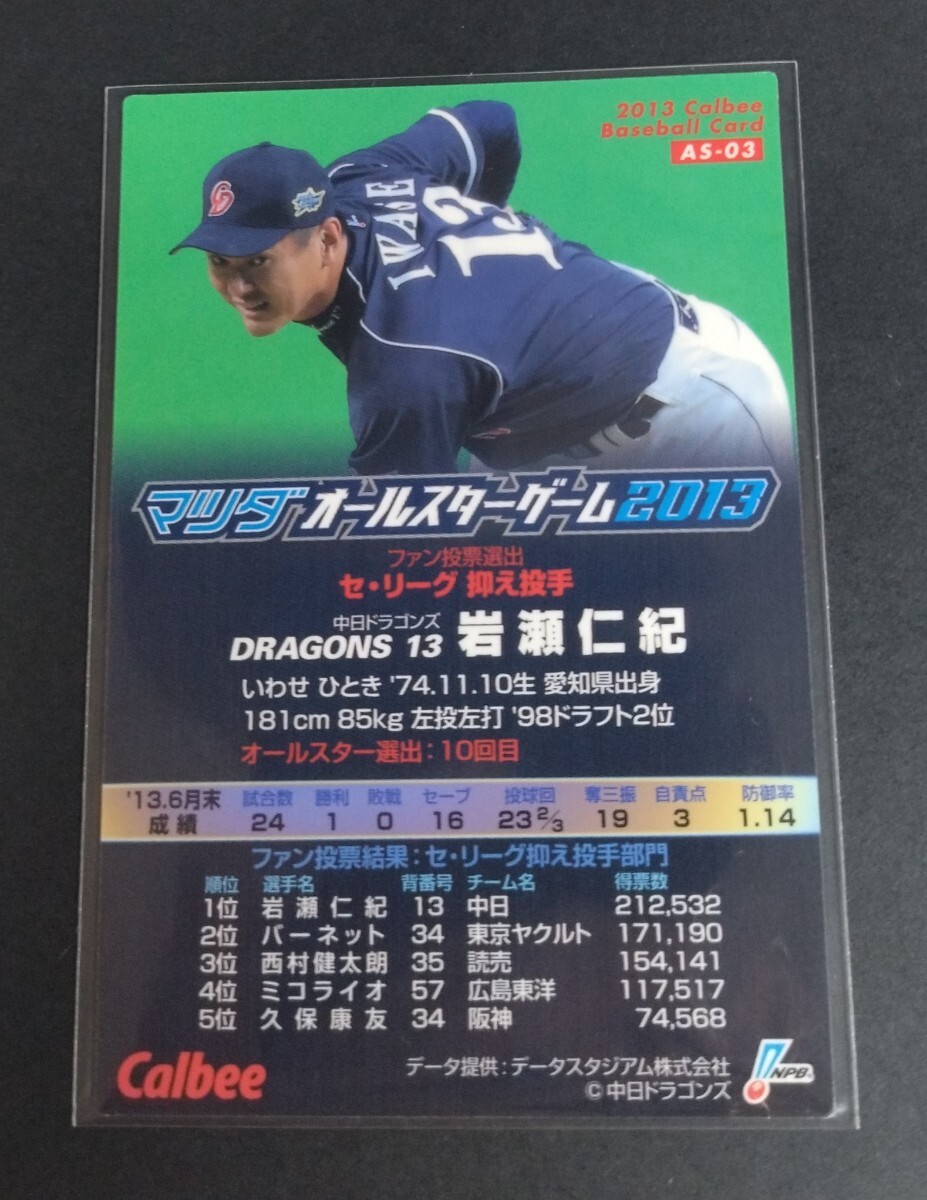 2013 Calbee
Baseball Card
AS-03
IWASE
13
マツダオールスターゲーム2013
ファン投票選出
セ・リーグ 抑え投手
中日ドラゴンズ
DRAGONS 13 岩瀬仁紀
いわせ ひとき '74.11.10生 愛知県出身
181cm 85kg 左投左打 '98ドラフト2位
オールスター選出：10回目
'13.6月末 試合数 勝利 敗戦 セーブ 投球回 奪三振 自責点 防御率
成績 24 1 0 16 23 2/3 19 3 1.14
ファン投票結果：セ・リーグ抑え投手部門
順位 選手名 背番号 チーム名 得票数
1位 岩瀬仁紀 13 中日 212,532
2位 バーネット 34 東京ヤクルト 171,190
3位 西村健太朗 35 読売 154,141
4位 ミコライオ 57 広島東洋 117,517
5位 久保康友 34 阪神 74,568
Calbee
データ提供：データスタジアム株式会社
©中日ドラゴンズ
NPB